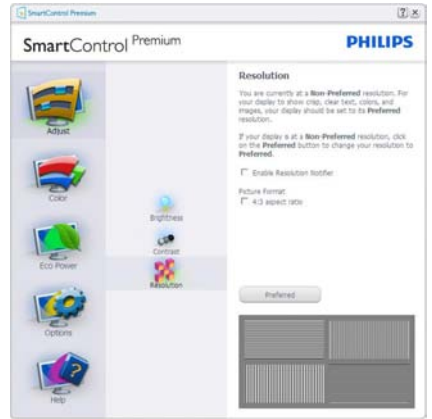 SmartControl Premium
SmartControl Premium
PHILIPS
Adjust
Color
Eco Power
Options
Help
Brightness
Contrast
Resolution
Resolution
You are currently at a Non-Preferred resolution. For
your display to show crisp, clear text, colors, and
images, your display should be set to its Preferred
resolution.
If your display is at a Non-Preferred resolution, click
on the Preferred button to change your resolution to
Preferred.
Enable Resolution Notifier
Picture Format
4:3 aspect ratio
Preferred